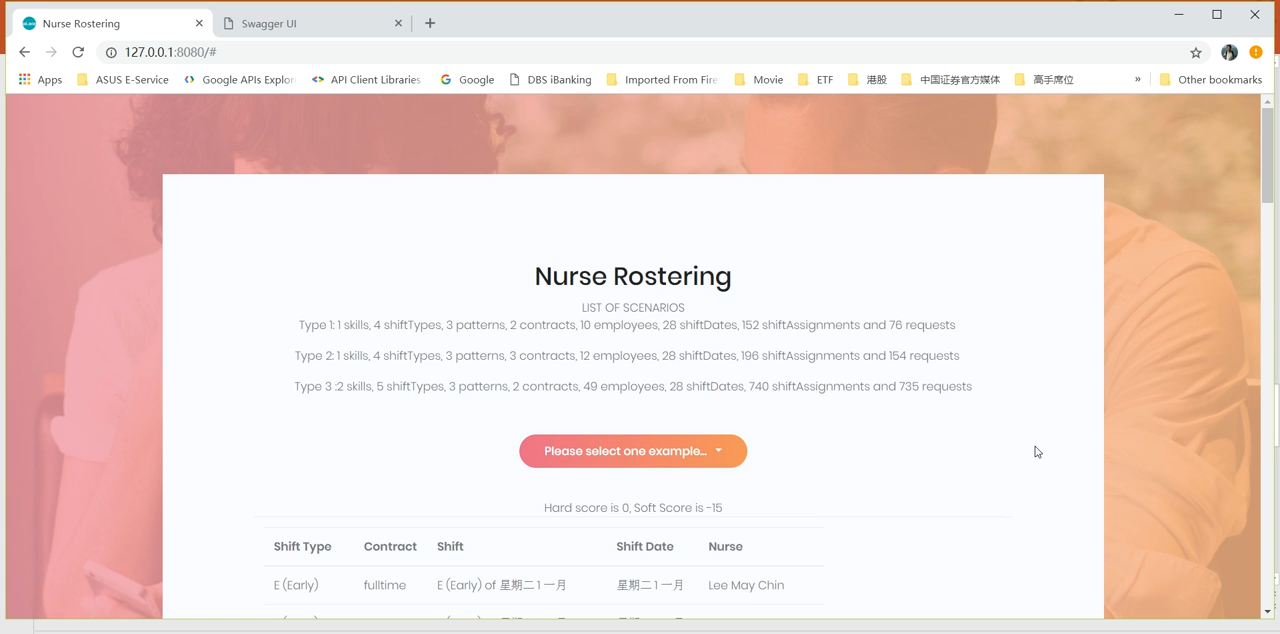 Nurse Rostering
Swagger UI
127.0.0.1:8080/#
Apps ASUS E-Service Google APIs Explor API Client Libraries Google DBS iBanking Imported From Fire Movie ETF 港股 中国证券官方媒体 高手席位 » Other bookmarks
Nurse Rostering
LIST OF SCENARIOS
Type 1: 1 skills, 4 shiftTypes, 3 patterns, 2 contracts, 10 employees, 28 shiftDates, 152 shiftAssignments and 76 requests
Type 2: 1 skills, 4 shiftTypes, 3 patterns, 3 contracts, 12 employees, 28 shiftDates, 196 shiftAssignments and 154 requests
Type 3 :2 skills, 5 shiftTypes, 3 patterns, 2 contracts, 49 employees, 28 shiftDates, 740 shiftAssignments and 735 requests
Please select one example...
Hard score is 0, Soft Score is -15
Shift Type Contract Shift Shift Date Nurse
E (Early) fulltime E (Early) of 星期二 1 一月 星期二 1 一月 Lee May Chin